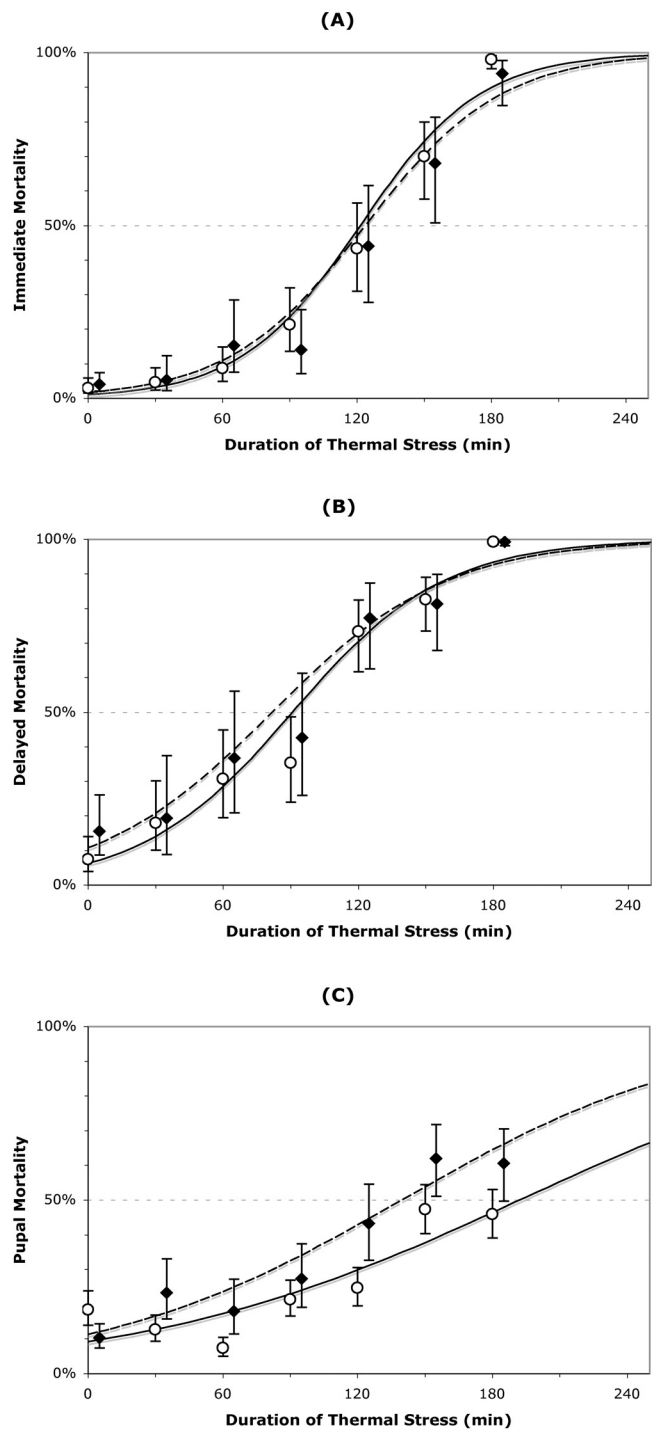 (A)
100%
50%
0%
Immediate Mortality
0 60 120 180 240
Duration of Thermal Stress (min)
(B)
100%
50%
0%
Delayed Mortality
0 60 120 180 240
Duration of Thermal Stress (min)
(C)
100%
50%
0%
Pupal Mortality
0 60 120 180 240
Duration of Thermal Stress (min)